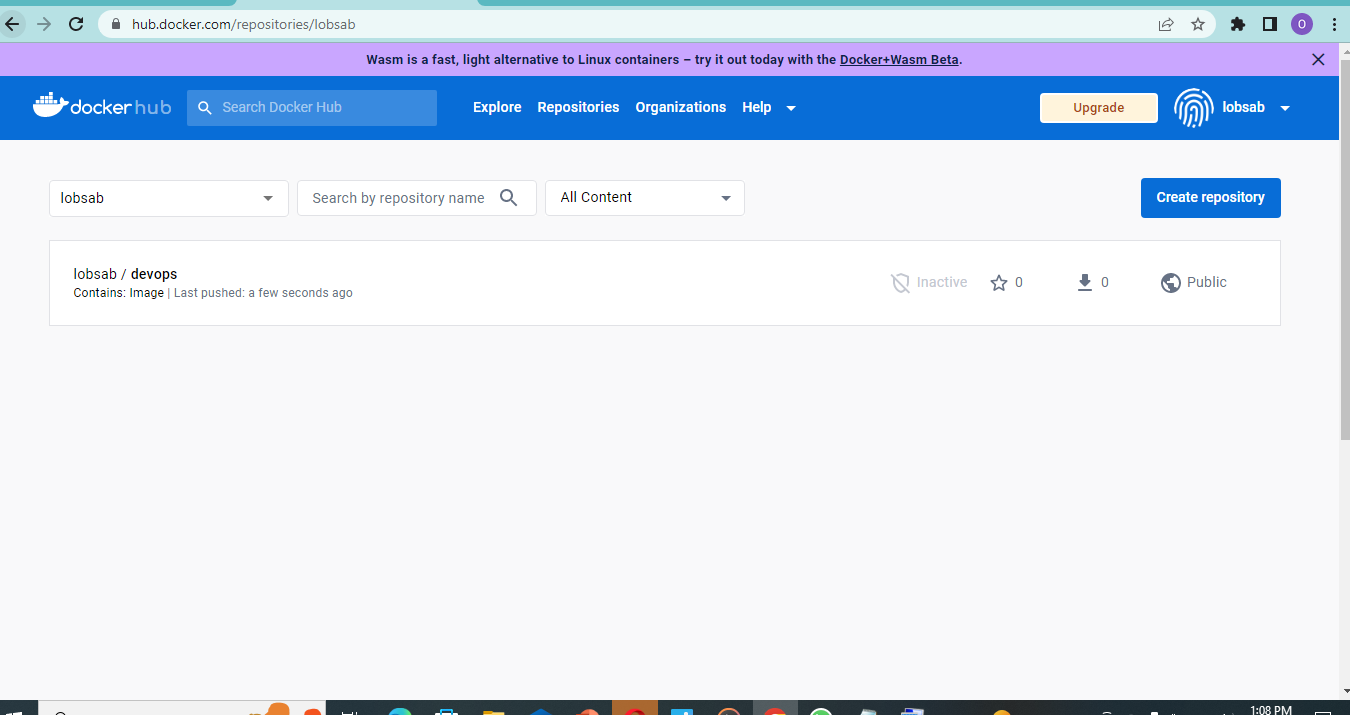 hub.docker.com/repositories/lobsab
O
Wasm is a fast, light alternative to Linux containers – try it out today with the Docker+Wasm Beta.
dockerhub
Search Docker Hub
Explore Repositories Organizations Help
Upgrade
lobsab
lobsab
Search by repository name
All Content
Create repository
lobsab / devops
Contains: Image | Last pushed: a few seconds ago
Inactive
0
0
Public
1:08 PM